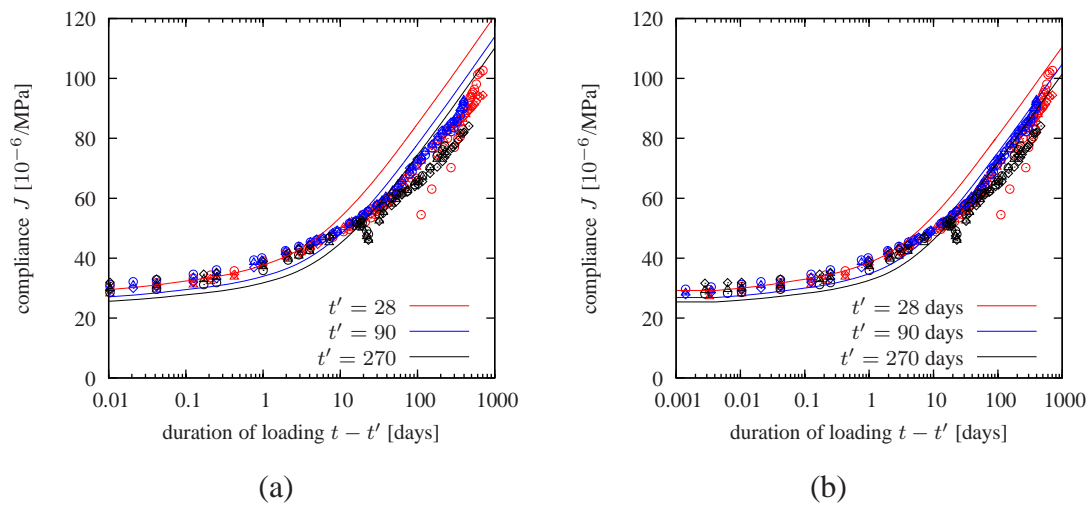 120
100
80
60
40
20
0
compliance J [10⁻⁶/MPa]
t′ = 28
t′ = 90
t′ = 270
0.01 0.1 1 10 100 1000
duration of loading t − t′ [days]
(a)
120
100
80
60
40
20
0
compliance J [10⁻⁶/MPa]
t′ = 28 days
t′ = 90 days
t′ = 270 days
0.001 0.01 0.1 1 10 100 1000
duration of loading t − t′ [days]
(b)